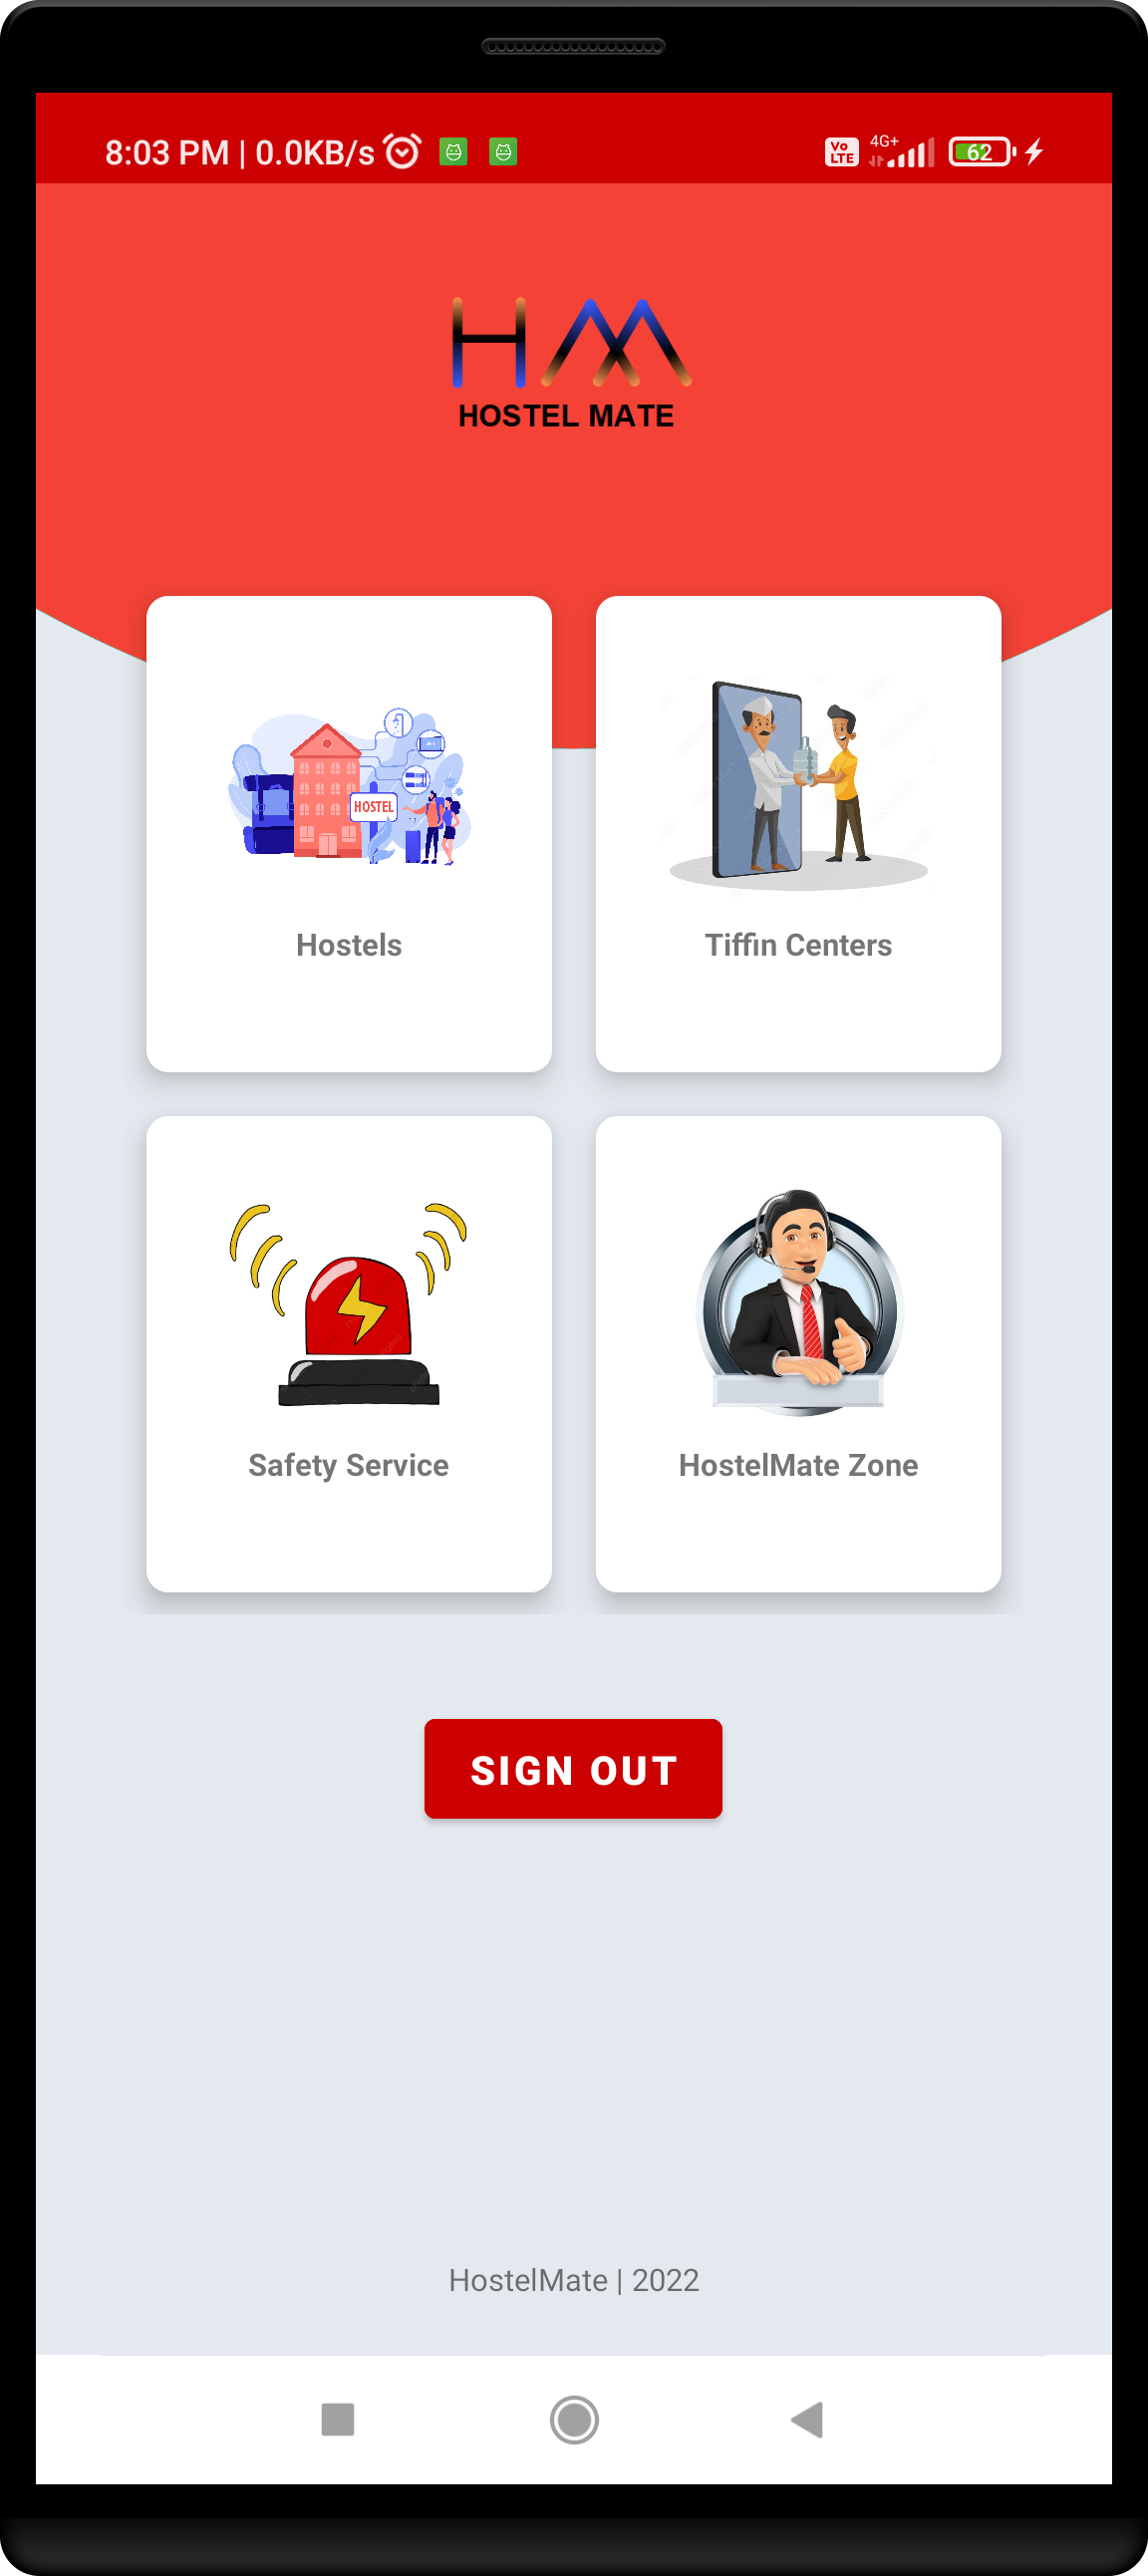 8:03 PM | 0.0KB/s
Vo LTE 4G+ 62
HM
HOSTEL MATE
HOSTEL
Hostels
Tiffin Centers
Safety Service
HostelMate Zone
SIGN OUT
HostelMate | 2022